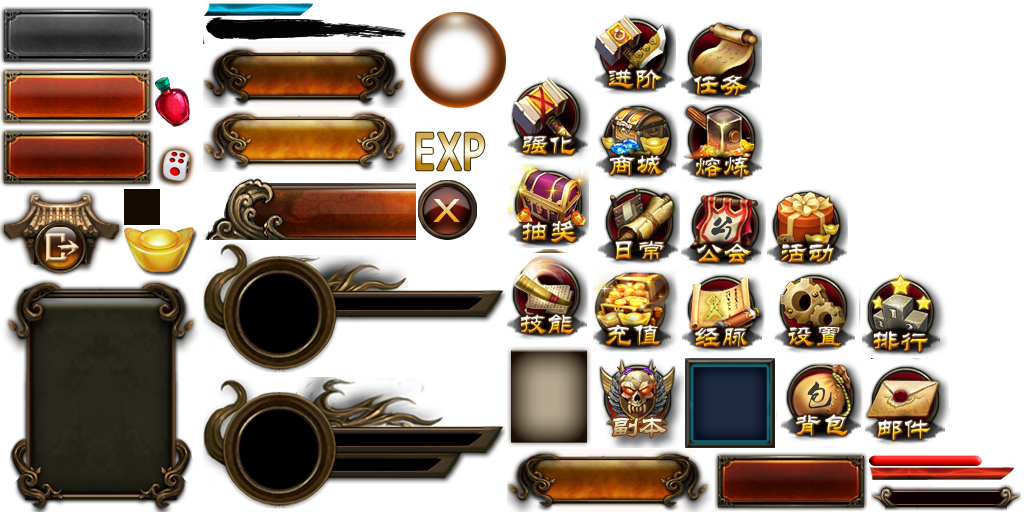 进阶
任务
强化
商城
熔炼
EXP
X
抽奖
日常
公会
活动
技能
充值
经脉
设置
排行
副本
包
背包
邮件